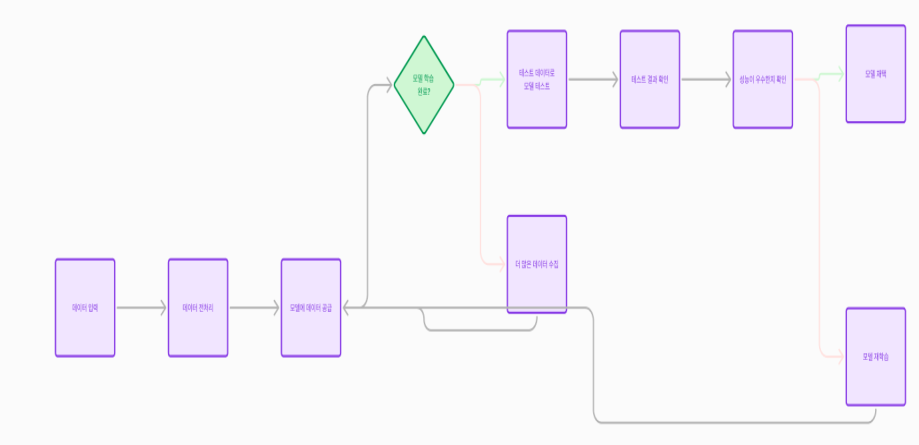 모델 학습
완료?
테스트 데이터로
모델 테스트
테스트 결과 확인
성능이 우수한지 확인
모델 채택
더 많은 데이터 수집
데이터 입력
데이터 전처리
모델에 데이터 공급
모델 재학습